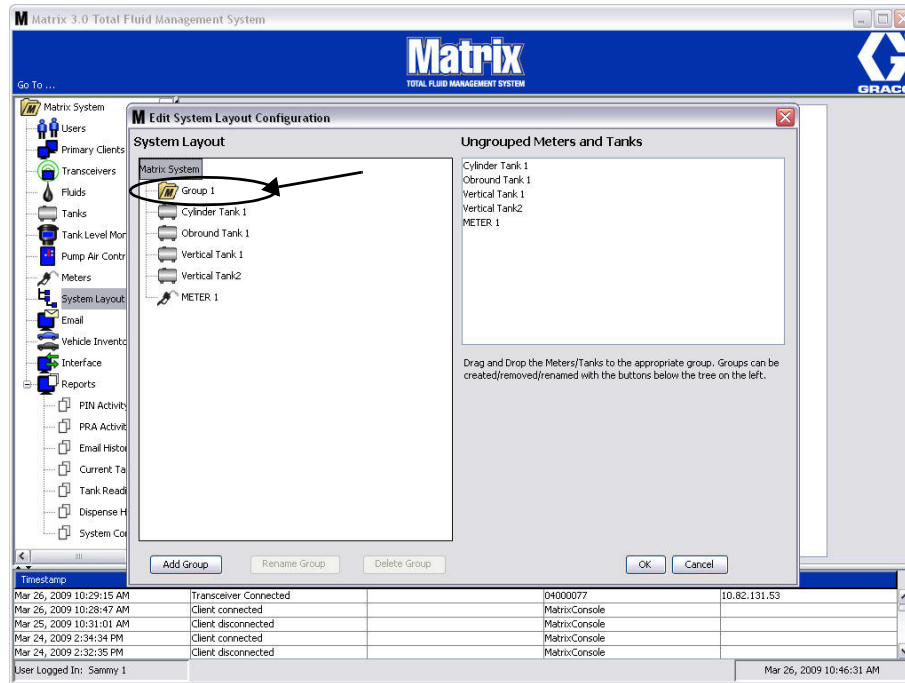 M Matrix 3.0 Total Fluid Management System
Matrix
TOTAL FLUID MANAGEMENT SYSTEM
Go To ...
GRACO
Matrix System
Users
Primary Clients
Transceivers
Fluids
Tanks
Tank Level Mon
Pump Air Contr
Meters
System Layout
Email
Vehicle Invento
Interface
Reports
PIN Activity
PRA Activit
Email Histor
Current Ta
Tank Readi
Dispense H
System Cor
M Edit System Layout Configuration
System Layout
Matrix System
Group 1
Cylinder Tank 1
Obround Tank 1
Vertical Tank 1
Vertical Tank2
METER 1
Ungrouped Meters and Tanks
Cylinder Tank 1
Obround Tank 1
Vertical Tank 1
Vertical Tank2
METER 1
Drag and Drop the Meters/Tanks to the appropriate group. Groups can be
created/removed/renamed with the buttons below the tree on the left.
Add Group Rename Group Delete Group OK Cancel
Timestamp
Mar 26, 2009 10:29:15 AM Transceiver Connected 04000077 10.82.131.53
Mar 26, 2009 10:28:47 AM Client connected MatrixConsole
Mar 25, 2009 10:31:01 AM Client disconnected MatrixConsole
Mar 24, 2009 2:34:34 PM Client connected MatrixConsole
Mar 24, 2009 2:32:35 PM Client disconnected MatrixConsole
User Logged In: Sammy 1 Mar 26, 2009 10:46:31 AM